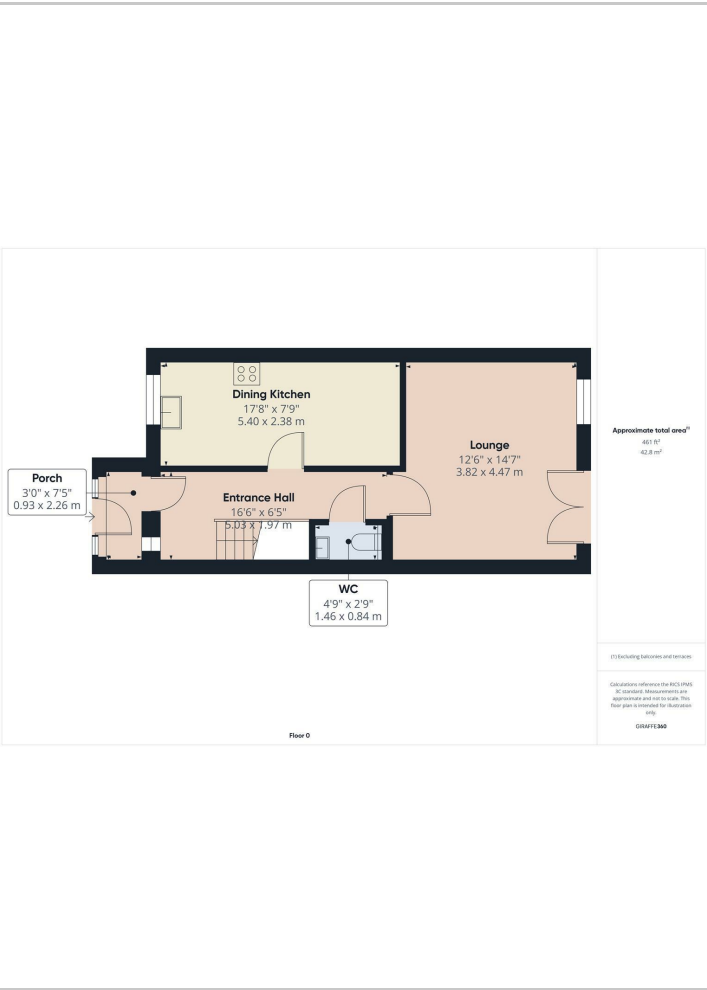 Dining Kitchen
17'8" x 7'9"
5.40 x 2.38 m
Lounge
12'6" x 14'7"
3.82 x 4.47 m
Porch
3'0" x 7'5"
0.93 x 2.26 m
Entrance Hall
16'6" x 6'5"
5.03 x 1.97 m
WC
4'9" x 2'9"
1.46 x 0.84 m
Floor 0
Approximate total area(1)
461 ft²
42.8 m²
(1) Excluding balconies and terraces
Calculations reference the RICS IPMS
3C standard. Measurements are
approximate and not to scale. This
floor plan is intended for illustration
only.
GIRAFFE360